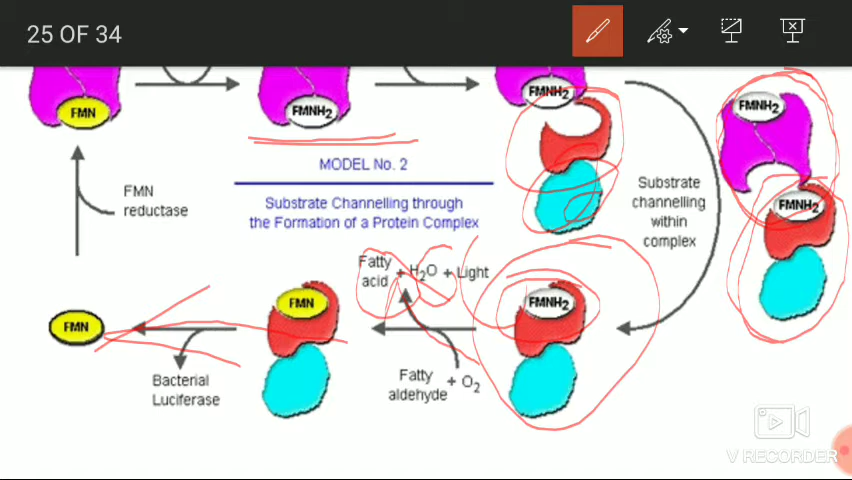 25 OF 34
FMN
FMNH2
FMNH2
FMNH2
MODEL No. 2
FMN
reductase
Substrate Channelling through
the Formation of a Protein Complex
Substrate
channelling
within
complex
FMNH2
Fatty
acid + H2O + Light
FMN
FMN
FMNH2
Bacterial
Luciferase
Fatty
aldehyde + O2
V RECORDER